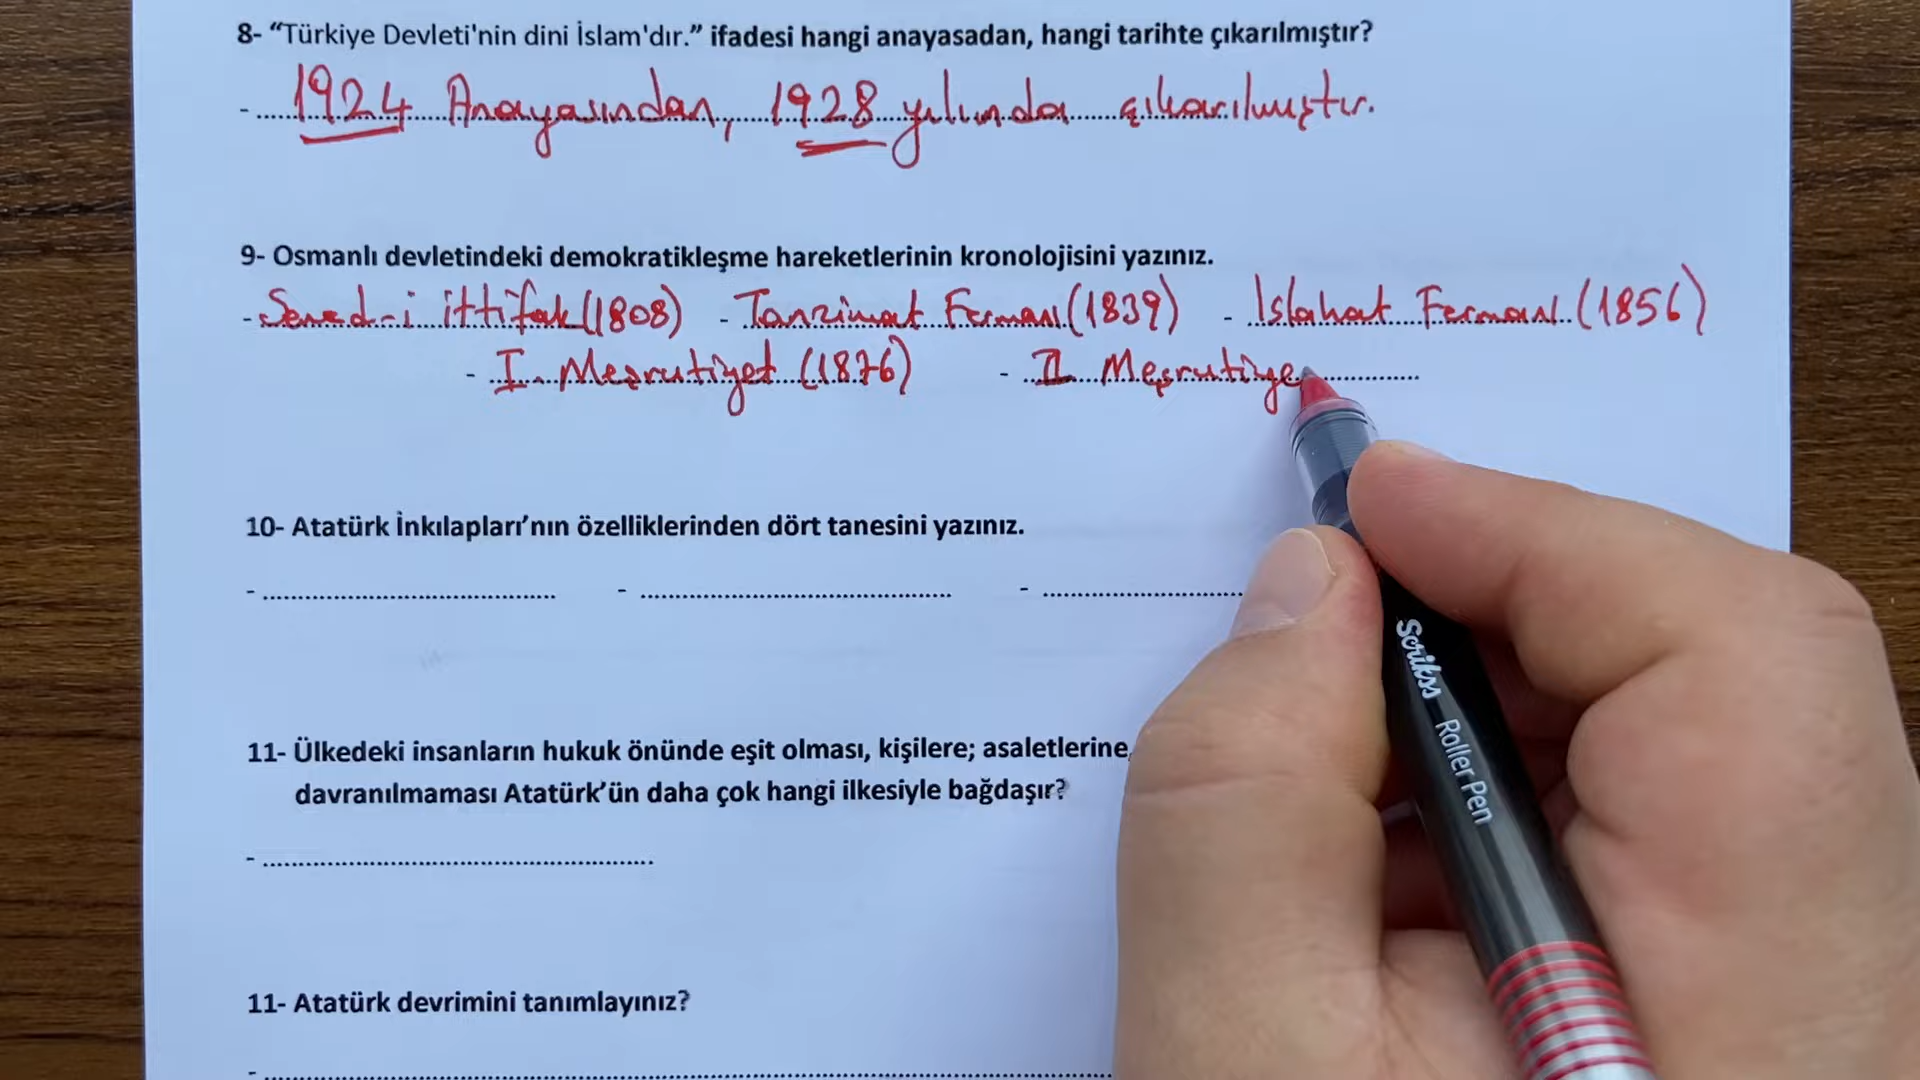 8- “Türkiye Devleti'nin dini İslam'dır.” ifadesi hangi anayasadan, hangi tarihte çıkarılmıştır?
- 1924 Anayasından, 1928 yılında çıkarılmıştır.
9- Osmanlı devletindeki demokratikleşme hareketlerinin kronolojisini yazınız.
- Sened-i ittifak (1808) - Tanzimat Fermanı (1839) - Islahat Fermanı (1856)
- I. Meşrutiyet (1876) - II. Meşrutiye
10- Atatürk İnkılapları’nın özelliklerinden dört tanesini yazınız.
- ........ - ........ - ........
11- Ülkedeki insanların hukuk önünde eşit olması, kişilere; asaletlerine,
davranılmaması Atatürk’ün daha çok hangi ilkesiyle bağdaşır?
- ........
11- Atatürk devrimini tanımlayınız?
- ........
Scrikss Roller Pen